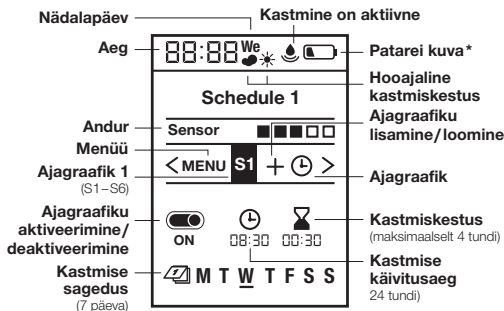 Nädalapäev
Kastmine on aktiivne
Aeg
88:88 We
Patarei kuva*
Hooajaline
kastmiskestus
Schedule 1
Ajagraafiku
lisamine/loomine
Andur
Sensor
Menüü
< MENU S1 + >
Ajagraafik 1
(S1–S6)
Ajagraafik
Ajagraafiku
aktiveerimine/
deaktiveerimine
ON
08:30 00:30
Kastmiskestus
(maksimaalselt 4 tundi)
Kastmise
sagedus
(7 päeva)
7 M T W T F S S
Kastmise
käivitusaeg
24 tundi)